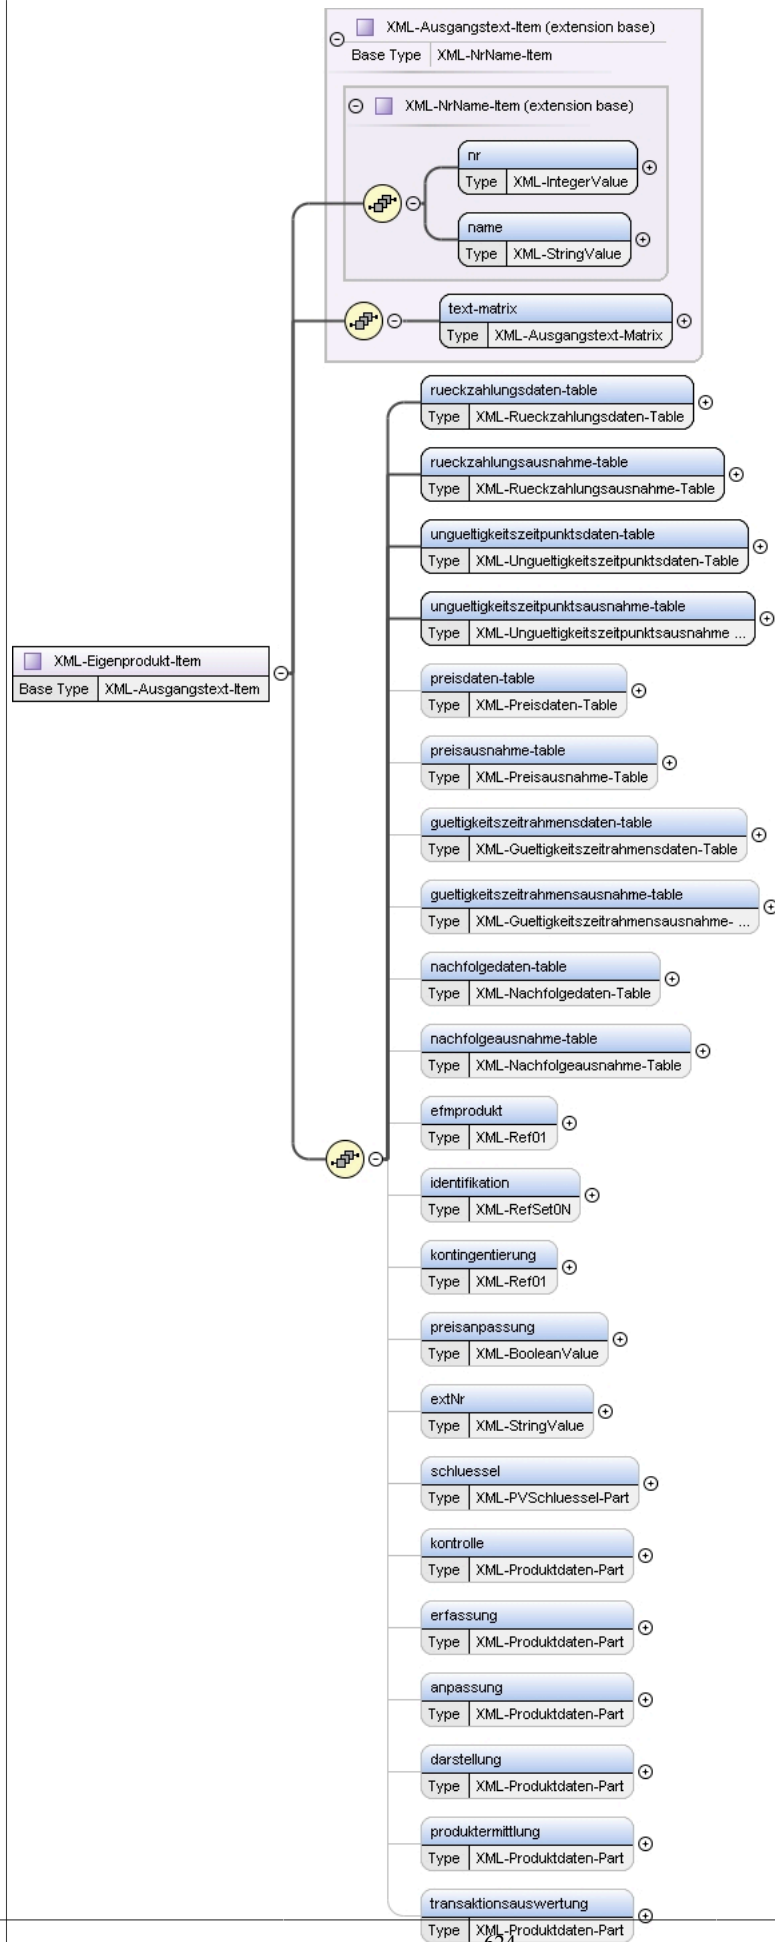 XML-Ausgangstext-Item (extension base)
Base Type XML-NrName-Item
XML-NrName-Item (extension base)
nr
Type XML-IntegerValue
name
Type XML-StringValue
text-matrix
Type XML-Ausgangstext-Matrix
rueckzahlungsdaten-table
Type XML-Rueckzahlungsdaten-Table
rueckzahlungsausnahme-table
Type XML-Rueckzahlungsausnahme-Table
ungueltigkeitszeitpunktsdaten-table
Type XML-Ungueltigkeitszeitpunktsdaten-Table
ungueltigkeitszeitpunktsausnahme-table
Type XML-Ungueltigkeitszeitpunktsausnahme ...
XML-Eigenprodukt-Item
Base Type XML-Ausgangstext-Item
preisdaten-table
Type XML-Preisdaten-Table
preisausnahme-table
Type XML-Preisausnahme-Table
gueltigkeitszeitrahmensdaten-table
Type XML-Gueltigkeitszeitrahmensdaten-Table
gueltigkeitszeitrahmensausnahme-table
Type XML-Gueltigkeitszeitrahmensausnahme- ...
nachfolgedaten-table
Type XML-Nachfolgedaten-Table
nachfolgeausnahme-table
Type XML-Nachfolgeausnahme-Table
efmprodukt
Type XML-Ref01
identifikation
Type XML-RefSet0N
kontingentierung
Type XML-Ref01
preisanpassung
Type XML-BooleanValue
extNr
Type XML-StringValue
schluessel
Type XML-PVSchluessel-Part
kontrolle
Type XML-Produktdaten-Part
erfassung
Type XML-Produktdaten-Part
anpassung
Type XML-Produktdaten-Part
darstellung
Type XML-Produktdaten-Part
produktermittlung
Type XML-Produktdaten-Part
transaktionsauswertung
Type XML-Produktdaten-Part